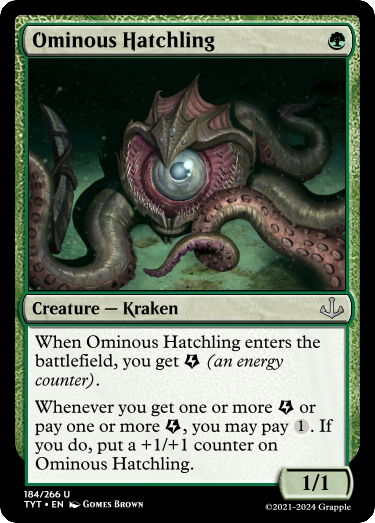 Ominous Hatchling
Creature — Kraken
When Ominous Hatchling enters the
battlefield, you get (an energy
counter).
Whenever you get one or more or
pay one or more , you may pay 1. If
you do, put a +1/+1 counter on
Ominous Hatchling.
1/1
184/266 U
TYT • EN Gomes Brown
©2021-2024 Grapple